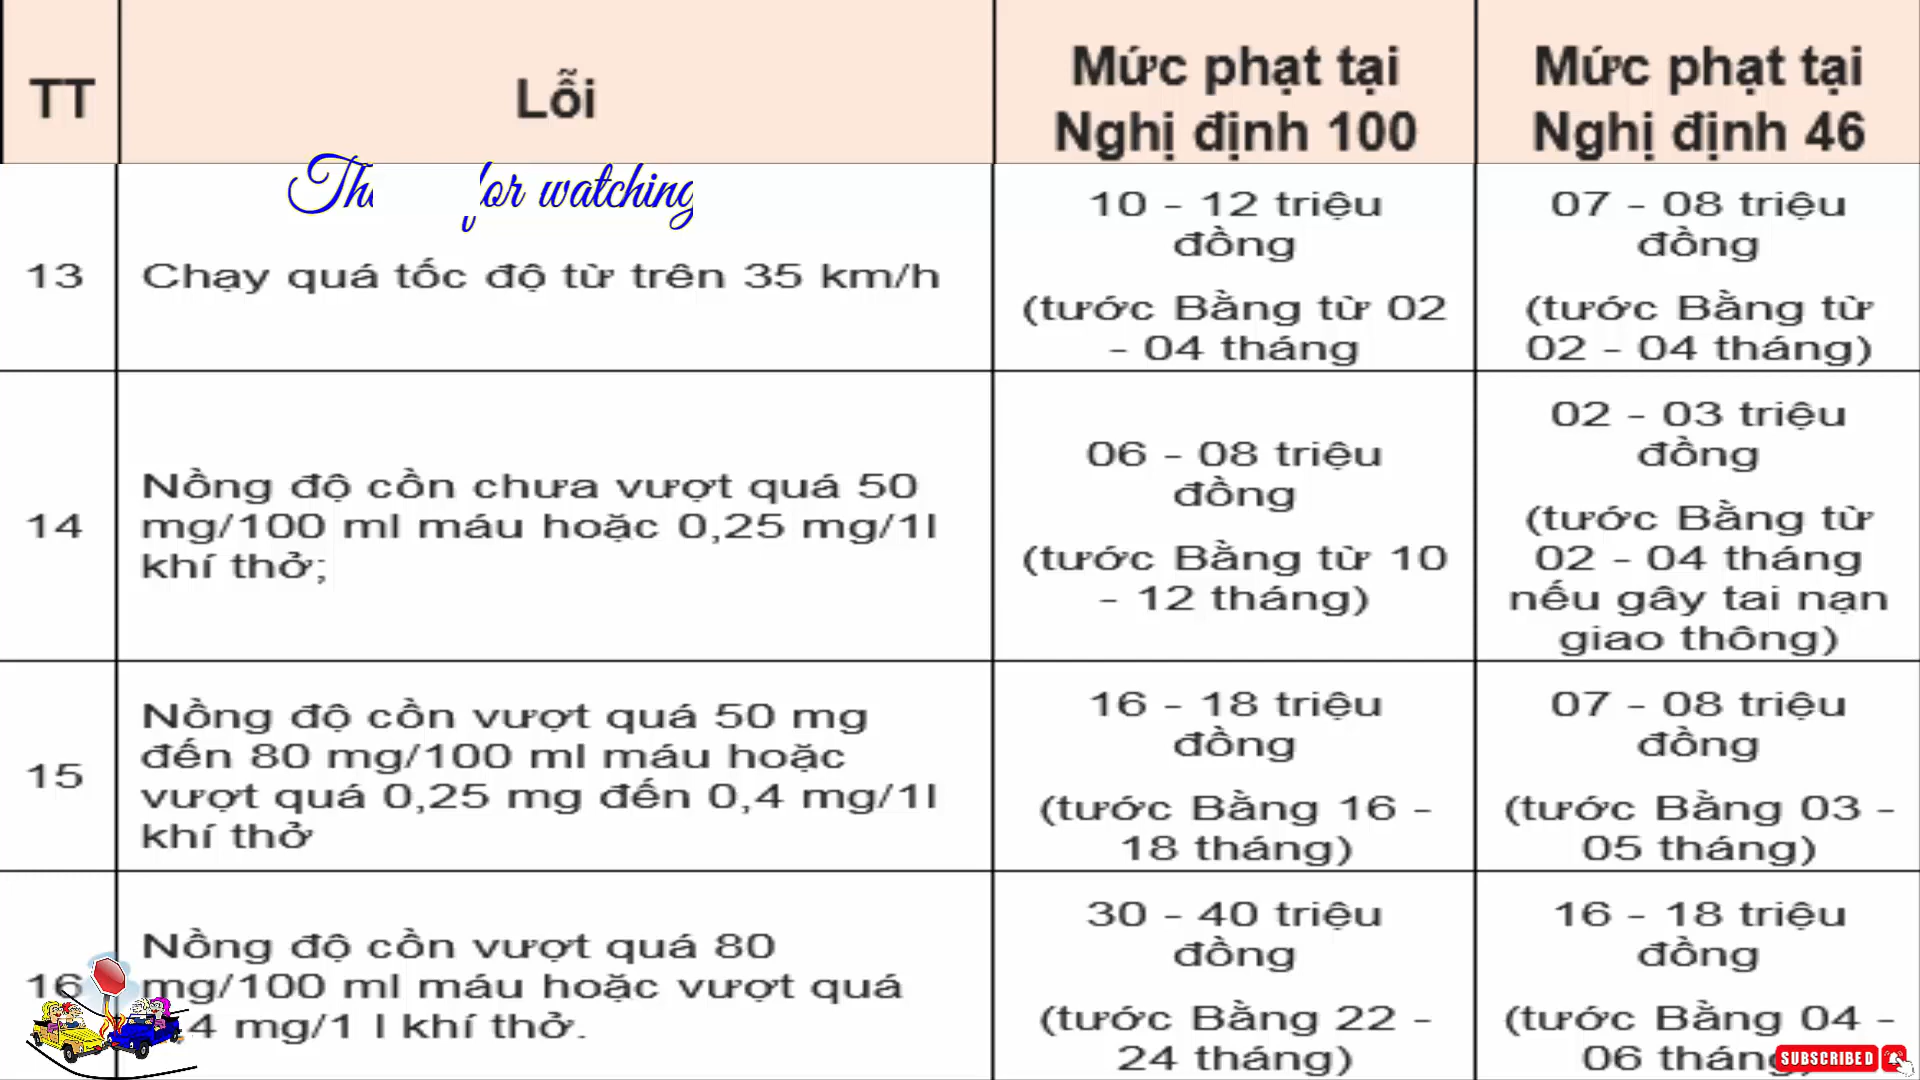 TT
Lỗi
Mức phạt tại
Nghị định 100
Mức phạt tại
Nghị định 46
for watching
13
Chạy quá tốc độ từ trên 35 km/h
10 - 12 triệu
đồng
(tước Bằng từ 02
- 04 tháng
07 - 08 triệu
đồng
(tước Bằng từ
02 - 04 tháng)
14
Nồng độ cồn chưa vượt quá 50
mg/100 ml máu hoặc 0,25 mg/1l
khí thở;
06 - 08 triệu
đồng
(tước Bằng từ 10
- 12 tháng)
02 - 03 triệu
đồng
(tước Bằng từ
02 - 04 tháng
nếu gây tai nạn
giao thông)
15
Nồng độ cồn vượt quá 50 mg
đến 80 mg/100 ml máu hoặc
vượt quá 0,25 mg đến 0,4 mg/1l
khí thở
16 - 18 triệu
đồng
(tước Bằng 16 -
18 tháng)
07 - 08 triệu
đồng
(tước Bằng 03 -
05 tháng)
16
Nồng độ cồn vượt quá 80
mg/100 ml máu hoặc vượt quá
4 mg/1 l khí thở.
30 - 40 triệu
đồng
(tước Bằng 22 -
24 tháng)
16 - 18 triệu
đồng
(tước Bằng 04 -
06 tháng
SUBSCRIBED